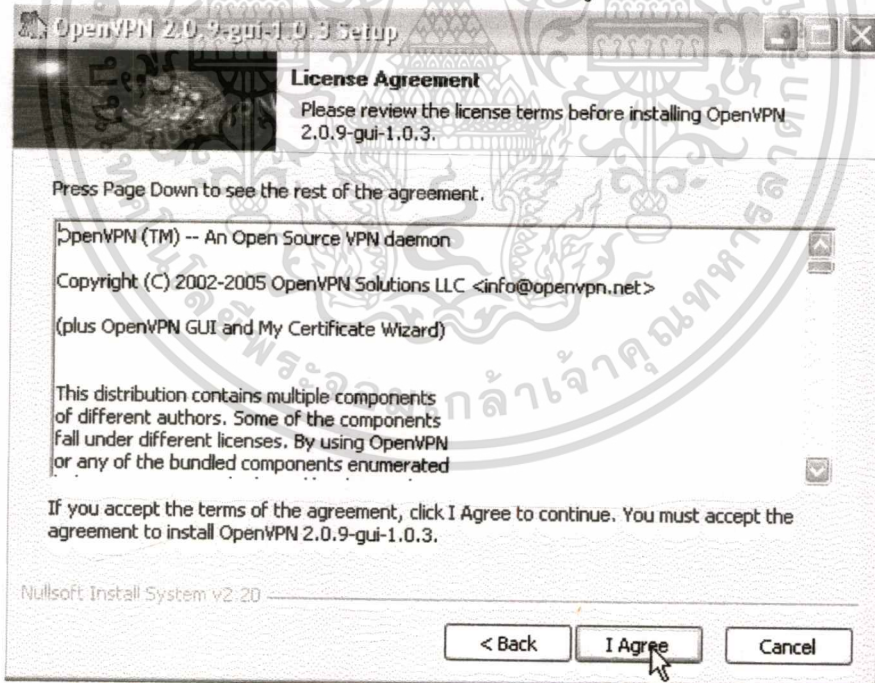 OpenVPN 2.0.9-gui-1.0.3 Setup
License Agreement
Please review the license terms before installing OpenVPN
2.0.9-gui-1.0.3.
Press Page Down to see the rest of the agreement.
OpenVPN (TM) -- An Open Source VPN daemon
Copyright (C) 2002-2005 OpenVPN Solutions LLC <info@openvpn.net>
(plus OpenVPN GUI and My Certificate Wizard)
This distribution contains multiple components
of different authors. Some of the components
fall under different licenses. By using OpenVPN
or any of the bundled components enumerated
If you accept the terms of the agreement, click I Agree to continue. You must accept the
agreement to install OpenVPN 2.0.9-gui-1.0.3.
Nullsoft Install System v2.20
< Back
I Agree
Cancel